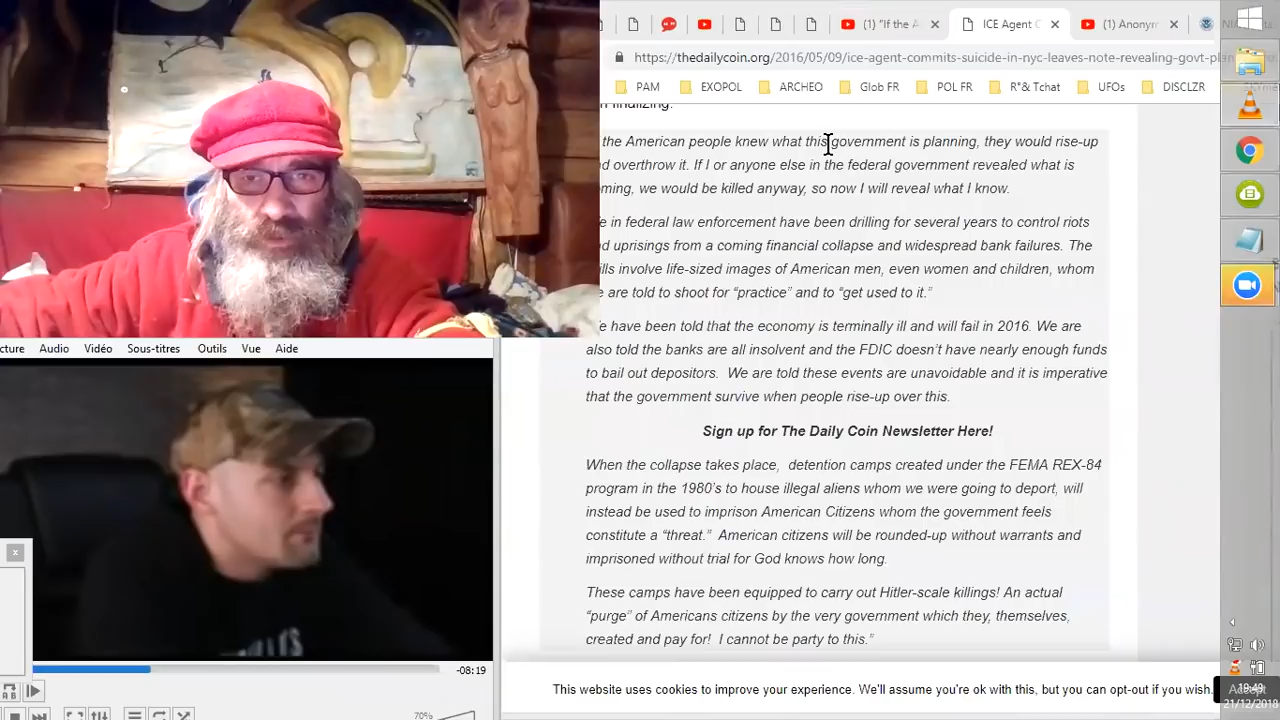 (1) "If the A
ICE Agent C
(1) Anonym
https://thedailycoin.org/2016/05/09/ice-agent-commits-suicide-in-nyc-leaves-note-revealing-govt-pla
PAM EXOPOL ARCHEO Glob FR POL FR R°& Tchat UFOs DISCLZR
finalizing:
the American people knew what this government is planning, they would rise-up
overthrow it. If I or anyone else in the federal government revealed what is
we would be killed anyway, so now I will reveal what I know.
in federal law enforcement have been drilling for several years to control riots
uprisings from a coming financial collapse and widespread bank failures. The
involve life-sized images of American men, even women and children, whom
are told to shoot for “practice” and to “get used to it.”
have been told that the economy is terminally ill and will fail in 2016. We are
also told the banks are all insolvent and the FDIC doesn’t have nearly enough funds
to bail out depositors. We are told these events are unavoidable and it is imperative
that the government survive when people rise-up over this.
Sign up for The Daily Coin Newsletter Here!
When the collapse takes place, detention camps created under the FEMA REX-84
program in the 1980’s to house illegal aliens whom we were going to deport, will
instead be used to imprison American Citizens whom the government feels
constitute a “threat.” American citizens will be rounded-up without warrants and
imprisoned without trial for God knows how long.
These camps have been equipped to carry out Hitler-scale killings! An actual
“purge” of Americans citizens by the very government which they, themselves,
created and pay for! I cannot be party to this.”
This website uses cookies to improve your experience. We'll assume you're ok with this, but you can opt-out if you wish.
Accept
21/12/2018
cture Audio Vidéo Sous-titres Outils Vue Aide
-08:19
70%